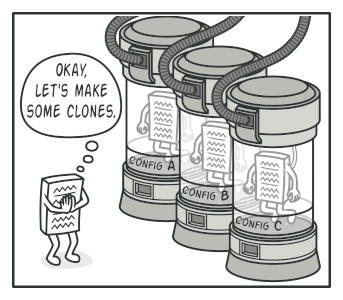 OKAY,
LET'S MAKE
SOME CLONES.
CONFIG A
CONFIG B
CONFIG C